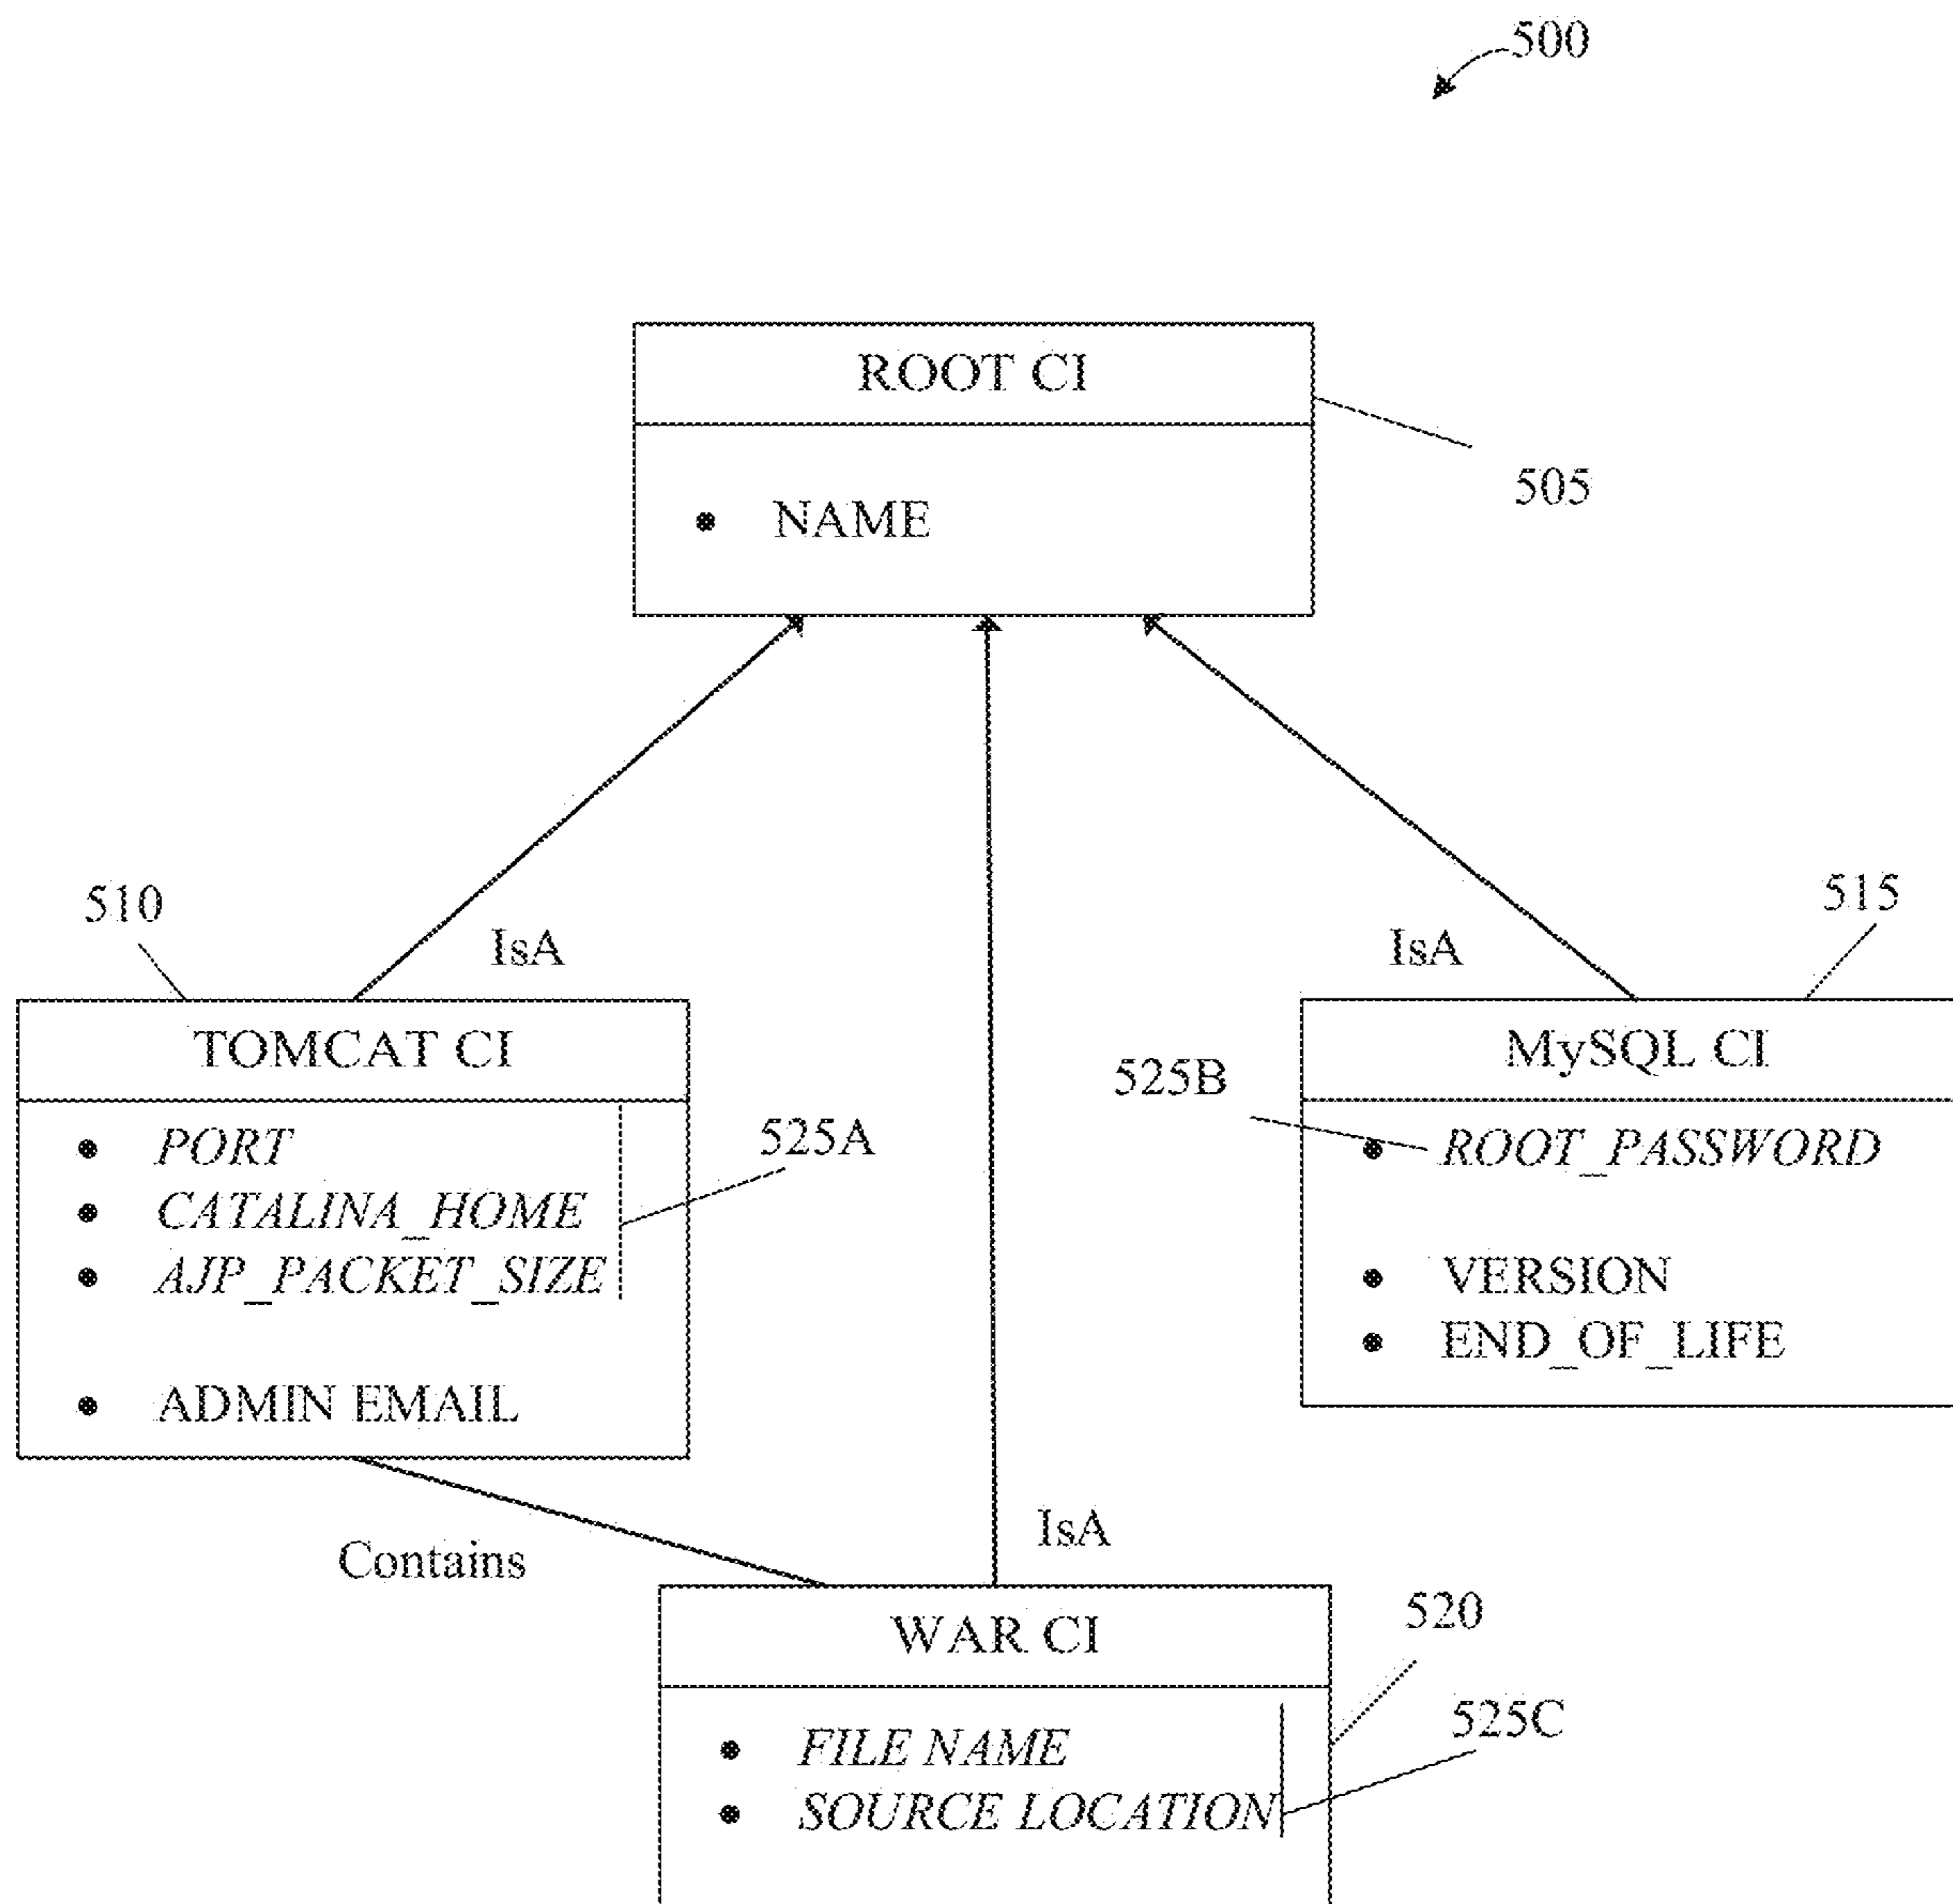 500
ROOT CI
505
• NAME
510
515
IsA
IsA
TOMCAT CI
MySQL CI
525B
• PORT
525A
• ROOT_PASSWORD
• CATALINA_HOME
• AJP_PACKET_SIZE
• VERSION
• END_OF_LIFE
• ADMIN EMAIL
IsA
Contains
520
WAR CI
525C
• FILE NAME
• SOURCE LOCATION